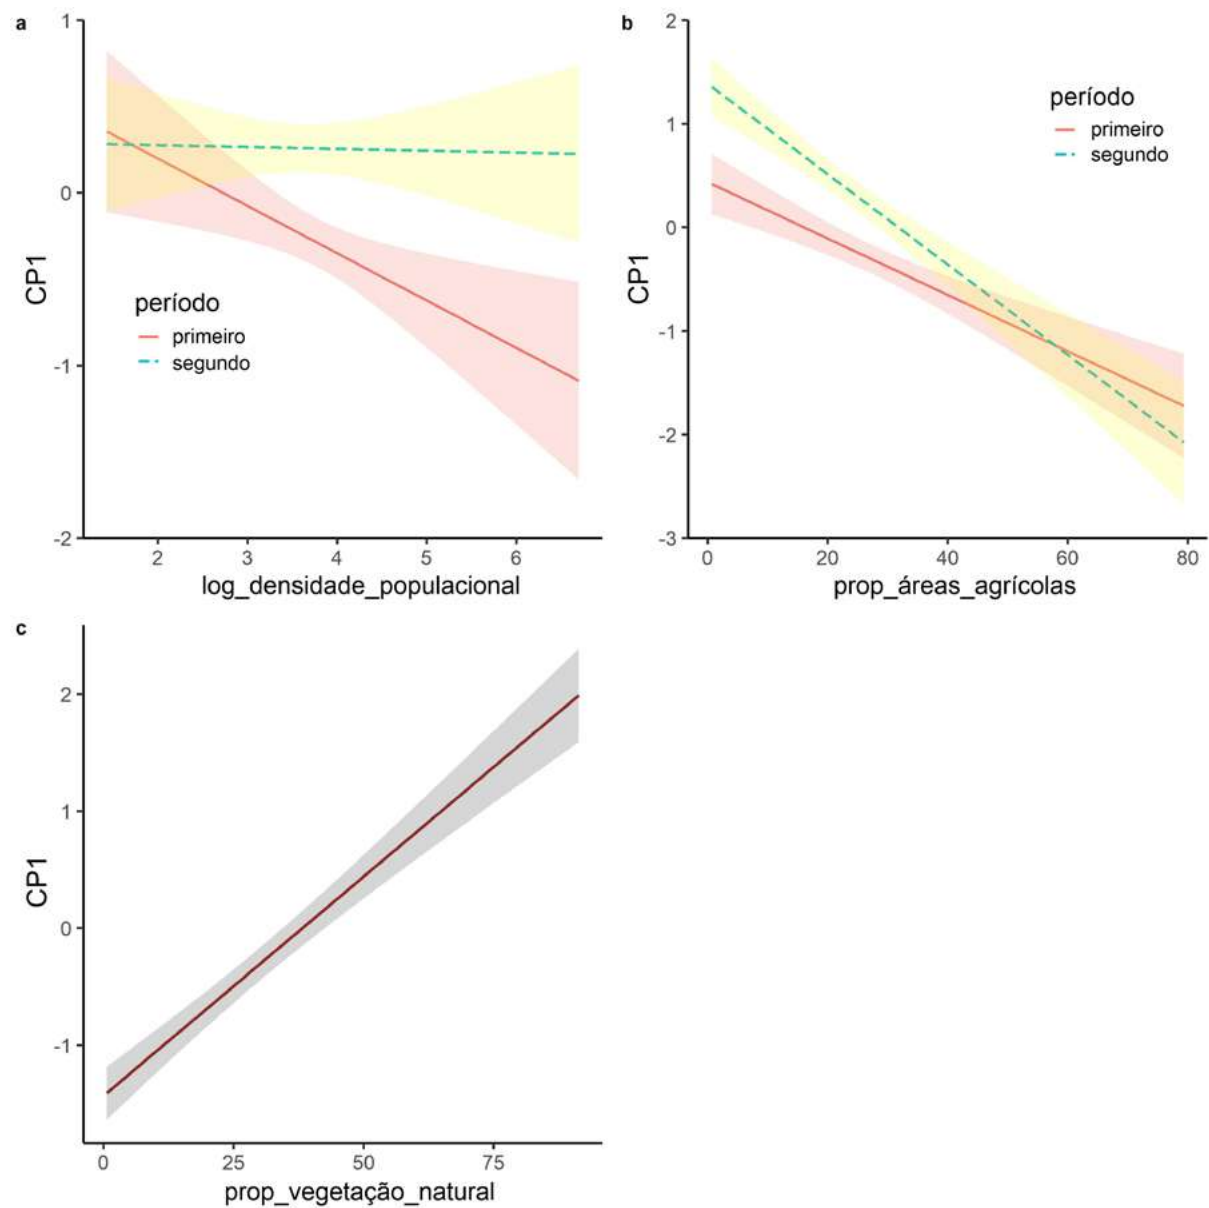 a
1
0
-1
-2
CP1
período
primeiro
segundo
2 3 4 5 6
log_densidade_populacional
b
2
1
0
-1
-2
-3
CP1
período
primeiro
segundo
0 20 40 60 80
prop_áreas_agrícolas
c
2
1
0
-1
CP1
0 25 50 75
prop_vegetação_natural